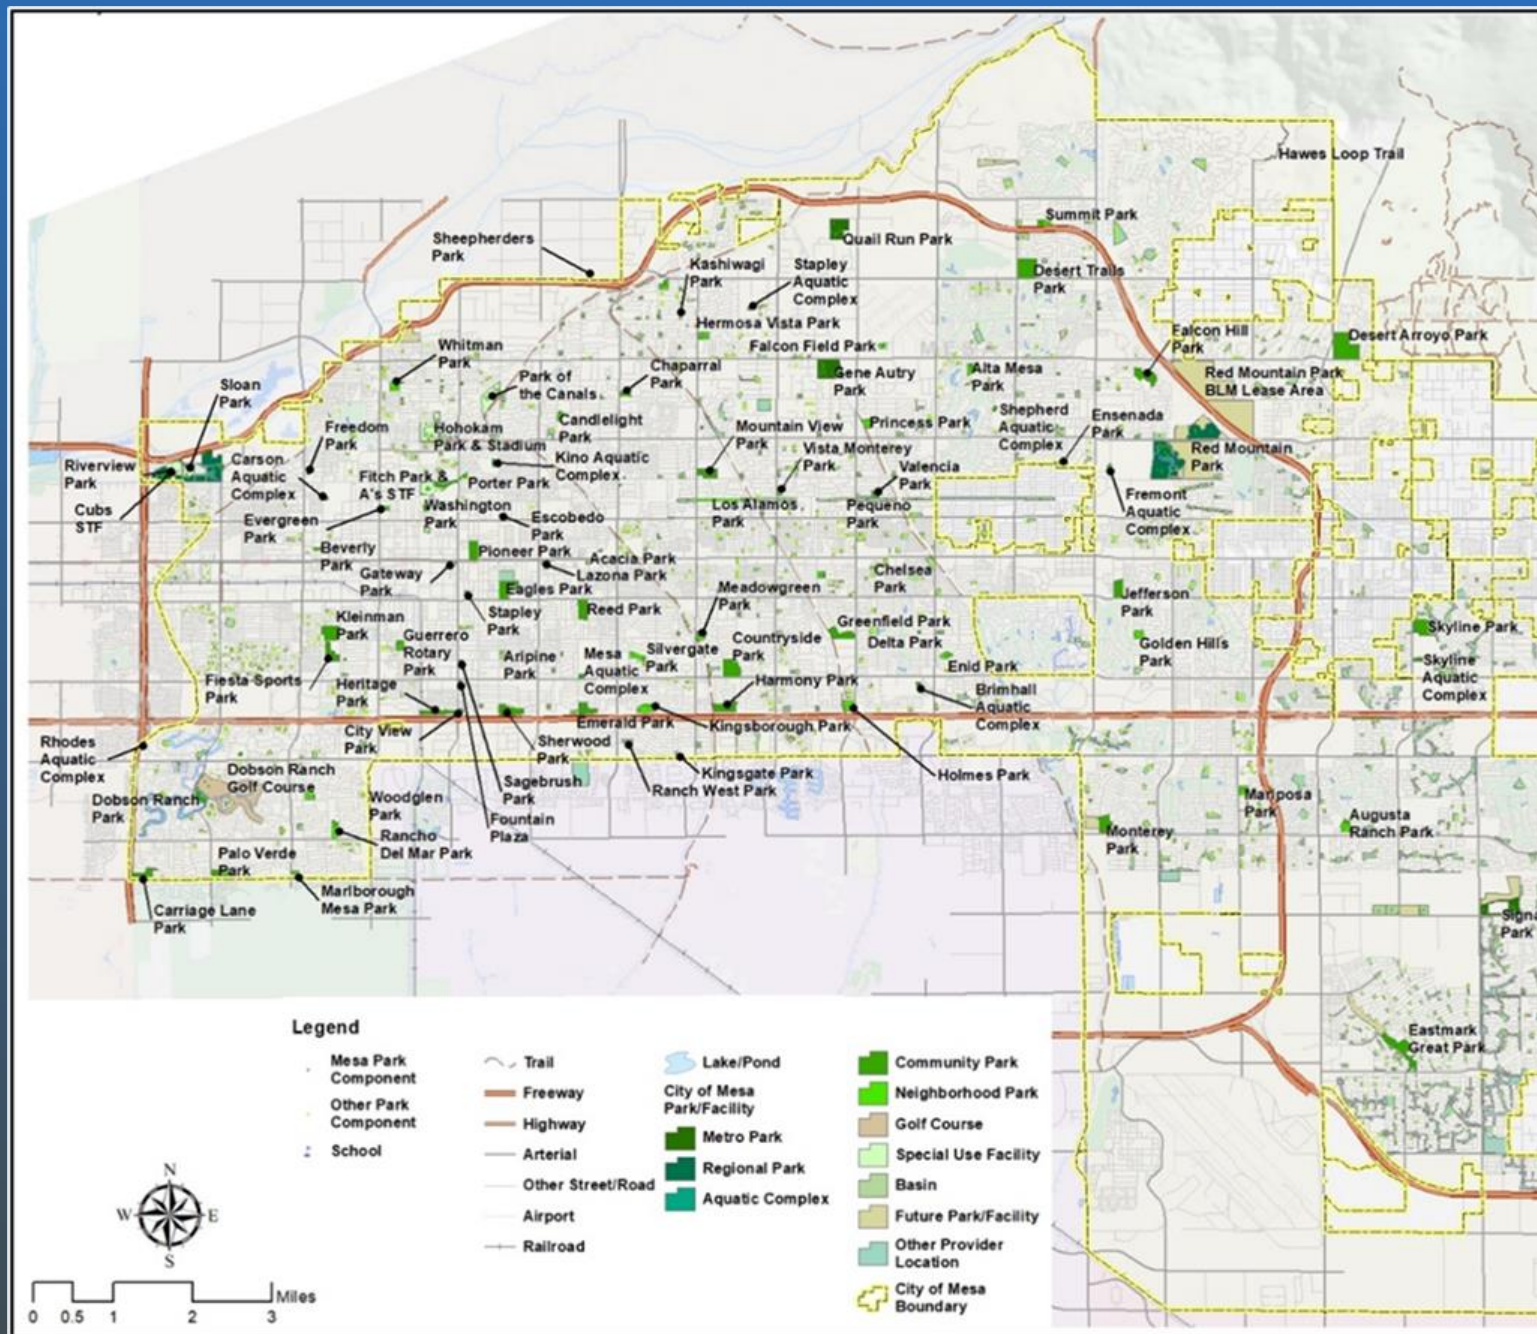 Hawes Loop Trail
Summit Park
Sheepherders
Park
Quail Run Park
Kashiwagi
Park
Stapley
Aquatic
Complex
Desert Trails
Park
Hermosa Vista Park
Falcon Field Park
Falcon Hill
Park
Desert Arroyo Park
Whitman
Park
Chaparral
Park
Park of
the Canals
Gene Autry
Park
Alta Mesa
Park
Red Mountain Park
BLM Lease Area
Sloan
Park
Freedom
Park
Hohokam
Park & Stadium
Candlelight
Park
Mountain View
Park
Princess Park
Shepherd
Aquatic
Complex
Ensenada
Park
Red Mountain
Park
Riverview
Park
Carson
Aquatic
Complex
Kino Aquatic
Complex
Vista Monterey
Park
Valencia
Park
Fitch Park &
A's STF
Porter Park
Cubs
STF
Washington
Park
Los Alamos
Park
Pequeno
Park
Fremont
Aquatic
Complex
Evergreen
Park
Escobedo
Park
Beverly
Park
Pioneer Park
Acacia Park
Lazona Park
Gateway
Park
Chelsea
Park
Eagles Park
Meadowgreen
Park
Jefferson
Park
Reed Park
Stapley
Park
Kleinman
Park
Guerrero
Rotary
Park
Countryside
Park
Greenfield Park
Delta Park
Golden Hills
Park
Skyline Park
Aripine
Park
Mesa
Aquatic
Complex
Silvergate
Park
Enid Park
Skyline
Aquatic
Complex
Fiesta Sports
Park
Heritage
Park
Harmony Park
Brimhall
Aquatic
Complex
City View
Park
Emerald Park
Kingsborough Park
Rhodes
Aquatic
Complex
Sherwood
Park
Dobson Ranch
Golf Course
Sagebrush
Park
Kingsgate Park
Ranch West Park
Holmes Park
Dobson Ranch
Park
Woodglen
Park
Fountain
Plaza
Mariposa
Park
Augusta
Ranch Park
Rancho
Del Mar Park
Monterey
Park
Palo Verde
Park
Marlborough
Mesa Park
Carriage Lane
Park
Signa
Park
Eastmark
Great Park
Legend
Mesa Park
Component
Other Park
Component
School
Trail
Freeway
Highway
Arterial
Other Street/Road
Airport
Railroad
Lake/Pond
City of Mesa
Park/Facility
Metro Park
Regional Park
Aquatic Complex
Community Park
Neighborhood Park
Golf Course
Special Use Facility
Basin
Future Park/Facility
Other Provider
Location
City of Mesa
Boundary
N
W
E
S
Miles
0 0.5 1 2 3